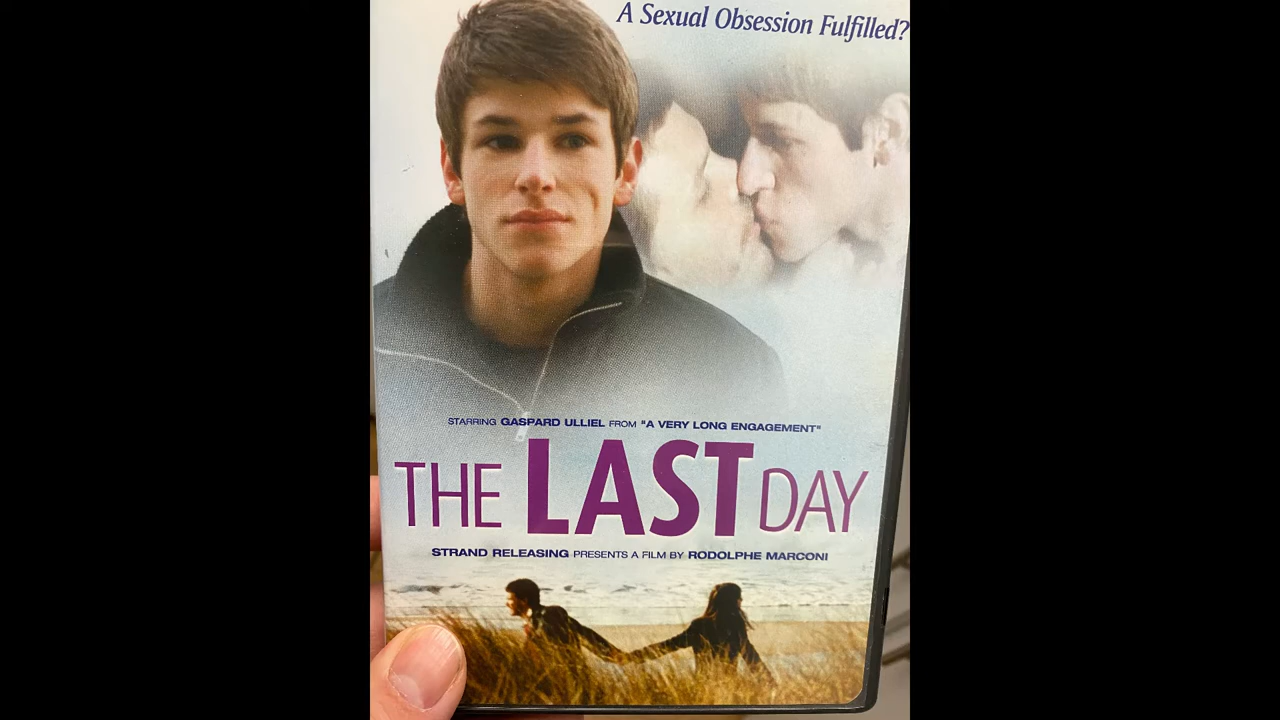 A Sexual Obsession Fulfilled?
STARRING GASPARD ULLIEL FROM "A VERY LONG ENGAGEMENT"
THE LAST DAY
STRAND RELEASING PRESENTS A FILM BY RODOLPHE MARCONI